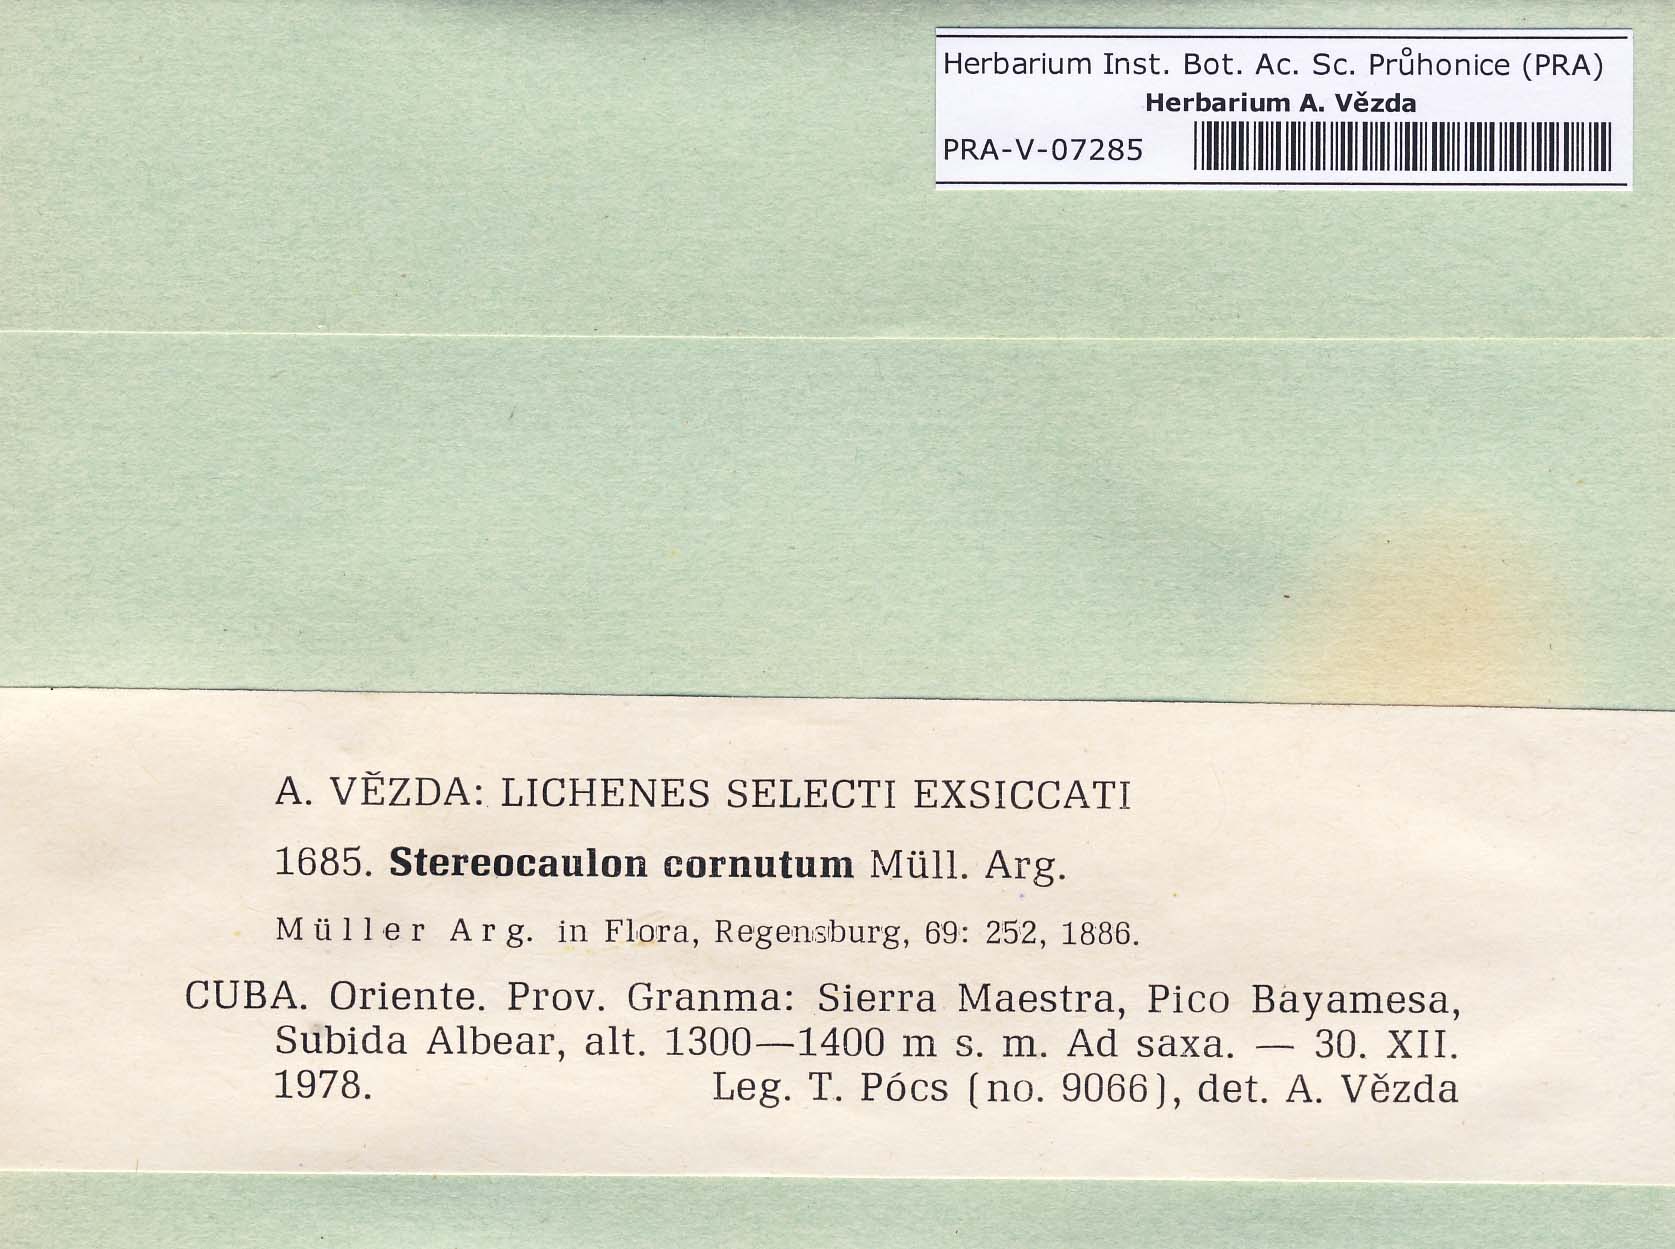 Herbarium Inst. Bot. Ac. Sc. Průhonice (PRA)
Herbarium A. Vězda
PRA-V-07285
A. VĚZDA: LICHENES SELECTI EXSICCATI
1685. Stereocaulon cornutum Müll. Arg.
Müller Arg. in Flora, Regensburg, 69: 252, 1886.
CUBA. Oriente. Prov. Granma: Sierra Maestra, Pico Bayamesa,
Subida Albear, alt. 1300—1400 m s. m. Ad saxa. — 30. XII.
1978. Leg. T. Pócs (no. 9066), det. A. Vězda